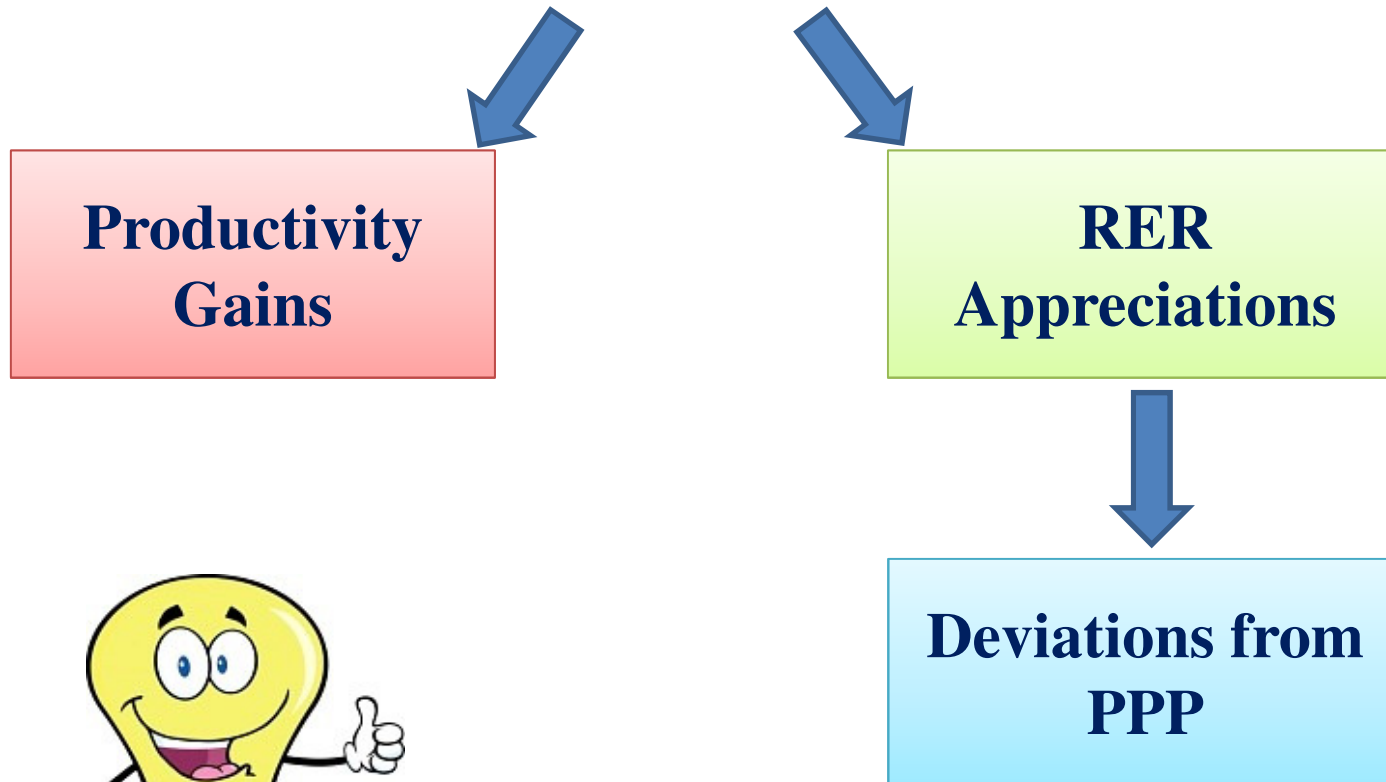 Productivity
Gains
RER
Appreciations
Deviations from
PPP